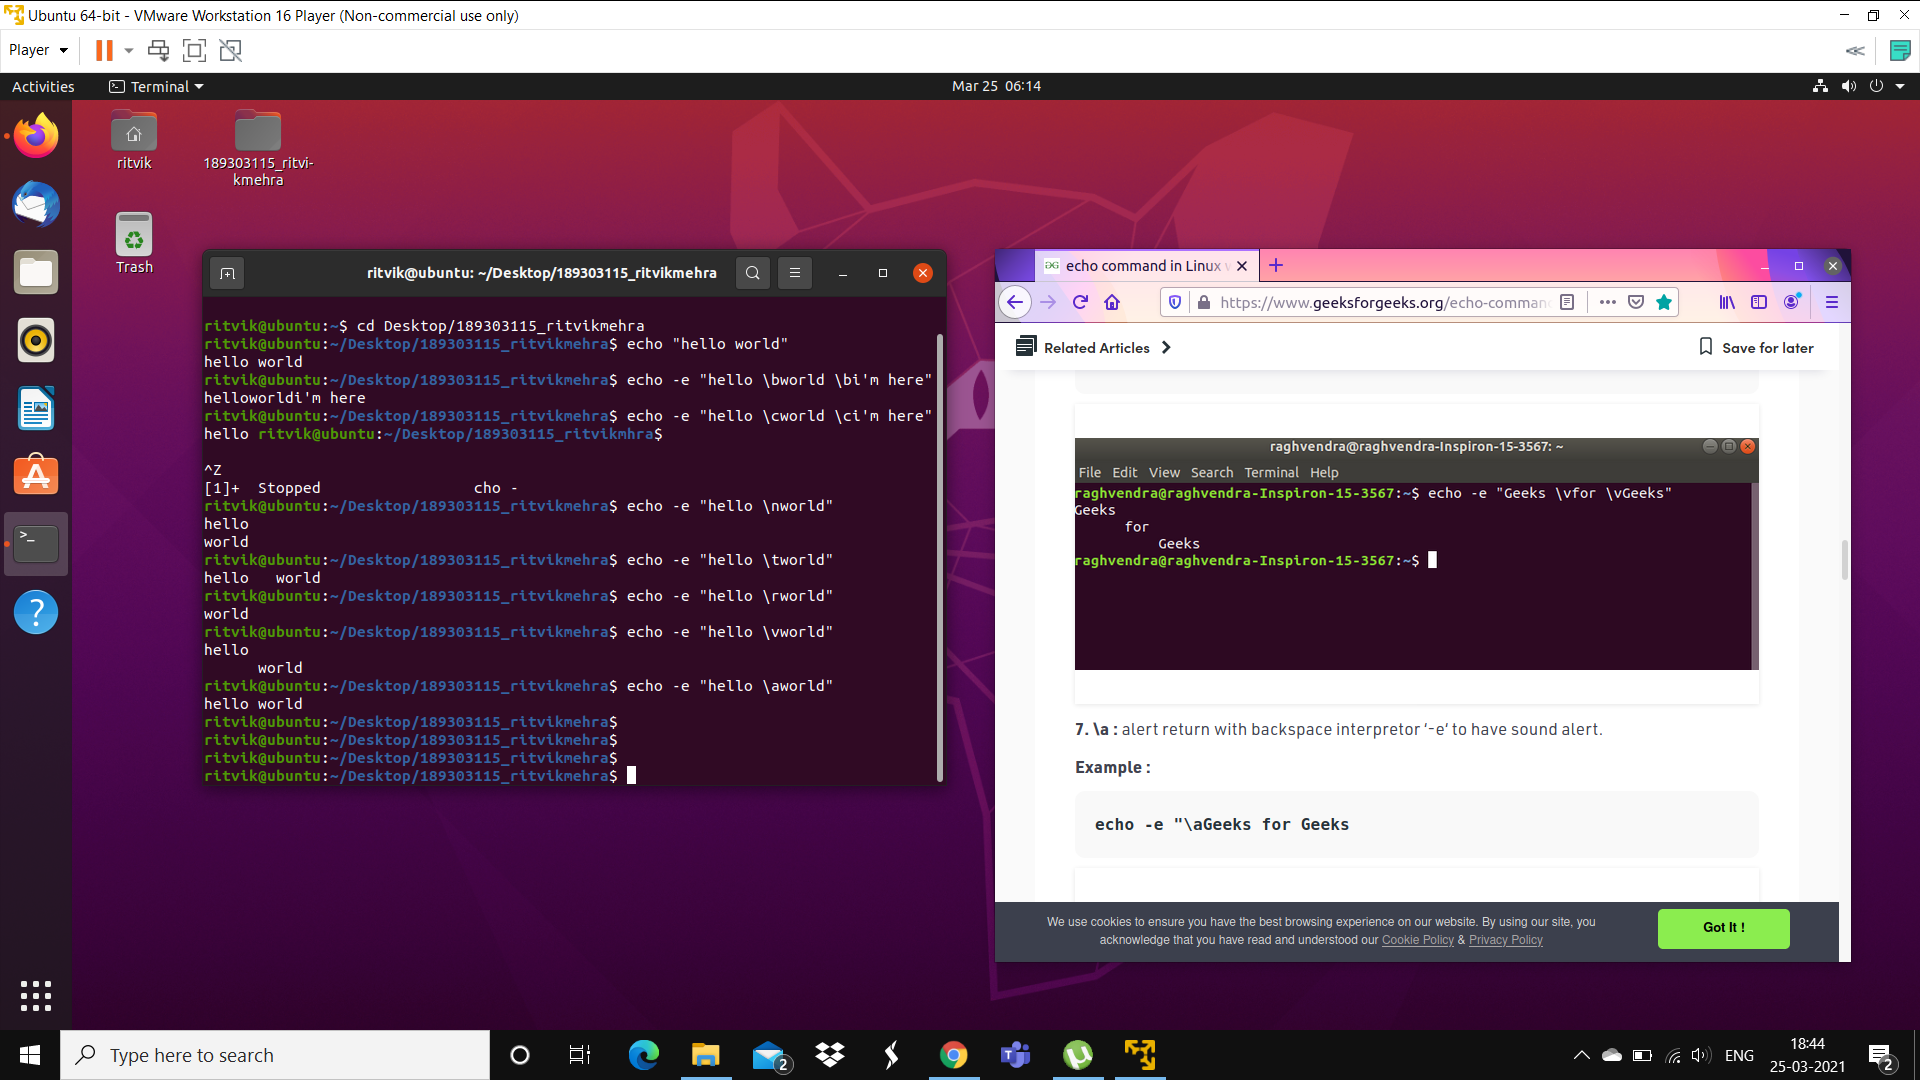 Ubuntu 64-bit - VMware Workstation 16 Player (Non-commercial use only)
Player
Activities
Terminal
Mar 25 06:14
ritvik
189303115_ritvi-
kmehra
Trash
ritvik@ubuntu: ~/Desktop/189303115_ritvikmehra
ritvik@ubuntu:~$ cd Desktop/189303115_ritvikmehra
ritvik@ubuntu:~/Desktop/189303115_ritvikmehra$ echo "hello world"
hello world
ritvik@ubuntu:~/Desktop/189303115_ritvikmehra$ echo -e "hello \bworld \bi'm here"
helloworldi'm here
ritvik@ubuntu:~/Desktop/189303115_ritvikmehra$ echo -e "hello \cworld \ci'm here"
hello ritvik@ubuntu:~/Desktop/189303115_ritvikmhra$
^Z
[1]+  Stopped                 cho -
ritvik@ubuntu:~/Desktop/189303115_ritvikmehra$ echo -e "hello \nworld"
hello
world
ritvik@ubuntu:~/Desktop/189303115_ritvikmehra$ echo -e "hello \tworld"
hello   world
ritvik@ubuntu:~/Desktop/189303115_ritvikmehra$ echo -e "hello \rworld"
world
ritvik@ubuntu:~/Desktop/189303115_ritvikmehra$ echo -e "hello \vworld"
hello
      world
ritvik@ubuntu:~/Desktop/189303115_ritvikmehra$ echo -e "hello \aworld"
hello world
ritvik@ubuntu:~/Desktop/189303115_ritvikmehra$
ritvik@ubuntu:~/Desktop/189303115_ritvikmehra$
ritvik@ubuntu:~/Desktop/189303115_ritvikmehra$
ritvik@ubuntu:~/Desktop/189303115_ritvikmehra$
echo command in Linux w
https://www.geeksforgeeks.org/echo-comman
Related Articles
Save for later
raghvendra@raghvendra-Inspiron-15-3567: ~
File Edit View Search Terminal Help
raghvendra@raghvendra-Inspiron-15-3567:~$ echo -e "Geeks \vfor \vGeeks"
Geeks
      for
          Geeks
raghvendra@raghvendra-Inspiron-15-3567:~$
7. \a : alert return with backspace interpretor ‘-e‘ to have sound alert.
Example :
echo -e "\aGeeks for Geeks
We use cookies to ensure you have the best browsing experience on our website. By using our site, you
acknowledge that you have read and understood our Cookie Policy & Privacy Policy
Got It !
Type here to search
2
ENG
18:44
25-03-2021
2